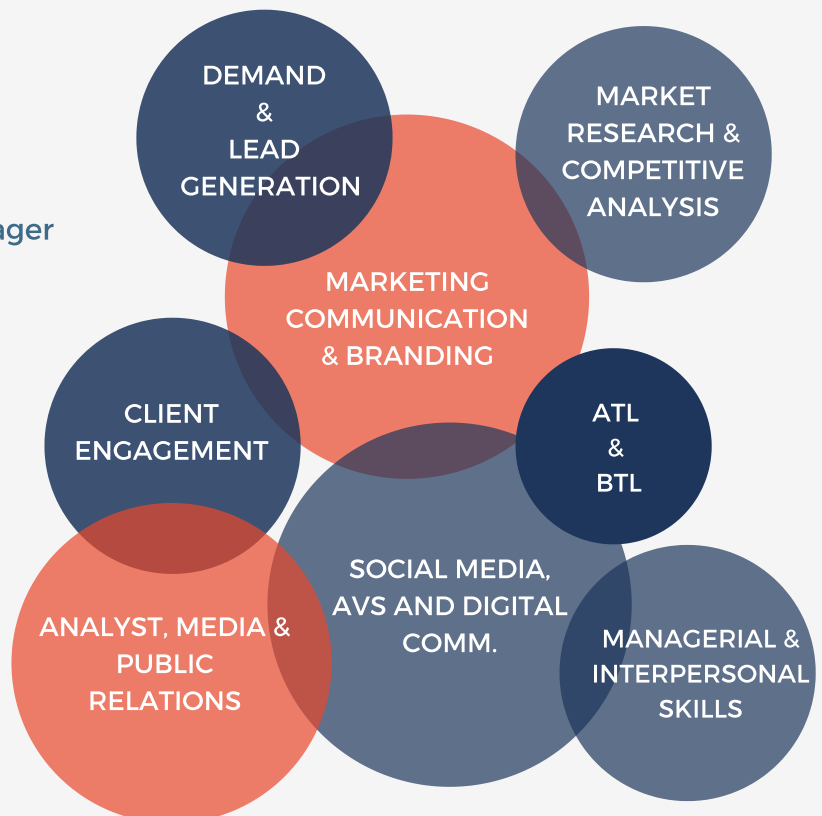 DEMAND
&
LEAD
GENERATION
MARKET
RESEARCH &
COMPETITIVE
ANALYSIS
ager
MARKETING
COMMUNICATION
& BRANDING
CLIENT
ENGAGEMENT
ATL
&
BTL
SOCIAL MEDIA,
AVS AND DIGITAL
COMM.
ANALYST, MEDIA &
PUBLIC
RELATIONS
MANAGERIAL &
INTERPERSONAL
SKILLS